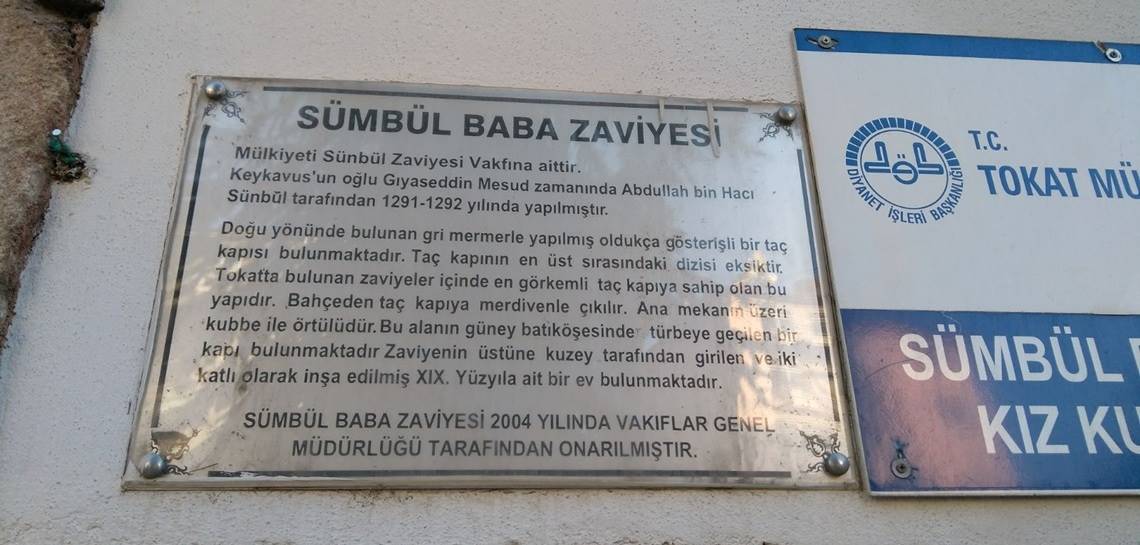 SÜMBÜL BABA ZAVİYESİ
Mülkiyeti Sünbül Zaviyesi Vakfına aittir.
Keykavus'un oğlu Gıyaseddin Mesud zamanında Abdullah bin Hacı
Sünbül tarafından 1291-1292 yılında yapılmıştır.
Doğu yönünde bulunan gri mermerle yapılmış oldukça gösterişli bir taç
kapısı bulunmaktadır. Taç kapının en üst sırasındaki dizisi eksiktir.
Tokatta bulunan zaviyeler içinde en görkemli taç kapıya sahip olan bu
yapıdır. Bahçeden taç kapıya merdivenle çıkılır. Ana mekanın üzeri
kubbe ile örtülüdür. Bu alanın güney batıköşesinde türbeye geçilen bir
kapı bulunmaktadır Zaviyenin üstüne kuzey tarafından girilen ve iki
katlı olarak inşa edilmiş XIX. Yüzyıla ait bir ev bulunmaktadır.
SÜMBÜL BABA ZAVİYESİ 2004 YILINDA VAKIFLAR GENEL
MÜDÜRLÜĞÜ TARAFINDAN ONARILMIŞTIR.
DİYANET İŞLERİ BAŞKANLIĞI
T.C.
TOKAT MÜ
SÜMBÜL
KIZ KU